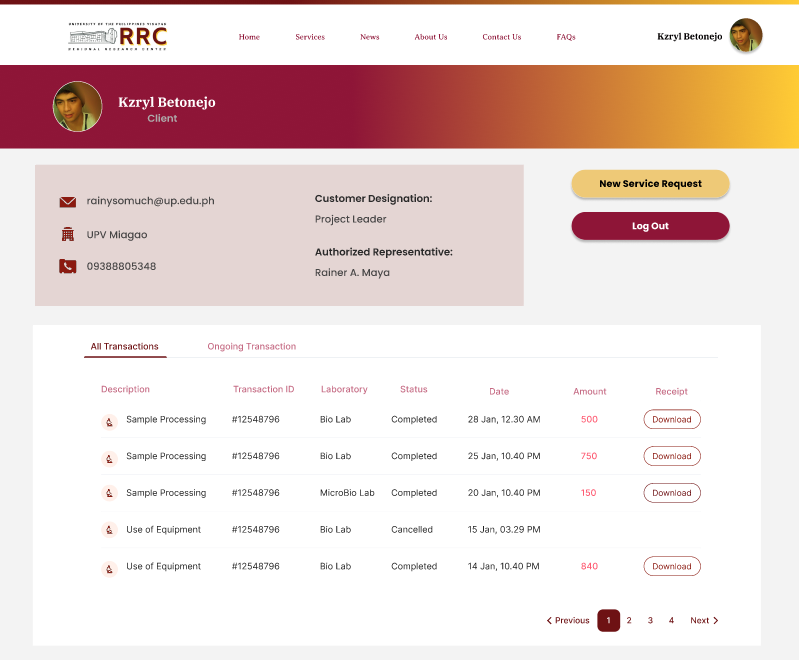 UNIVERSITY OF THE PHILIPPINES VISAYAS
RRC
REGIONAL RESEARCH CENTER
Home Services News About Us Contact Us FAQs
Kzryl Betonejo
Kzryl Betonejo
Client
rainysomuch@up.edu.ph
UPV Miagao
09388805348
Customer Designation:
Project Leader
Authorized Representative:
Rainer A. Maya
New Service Request
Log Out
All Transactions Ongoing Transaction
Description Transaction ID Laboratory Status Date Amount Receipt
Sample Processing #12548796 Bio Lab Completed 28 Jan, 12.30 AM 500 Download
Sample Processing #12548796 Bio Lab Completed 25 Jan, 10.40 PM 750 Download
Sample Processing #12548796 MicroBio Lab Completed 20 Jan, 10.40 PM 150 Download
Use of Equipment #12548796 Bio Lab Cancelled 15 Jan, 03.29 PM
Use of Equipment #12548796 Bio Lab Completed 14 Jan, 10.40 PM 840 Download
Previous 1 2 3 4 Next